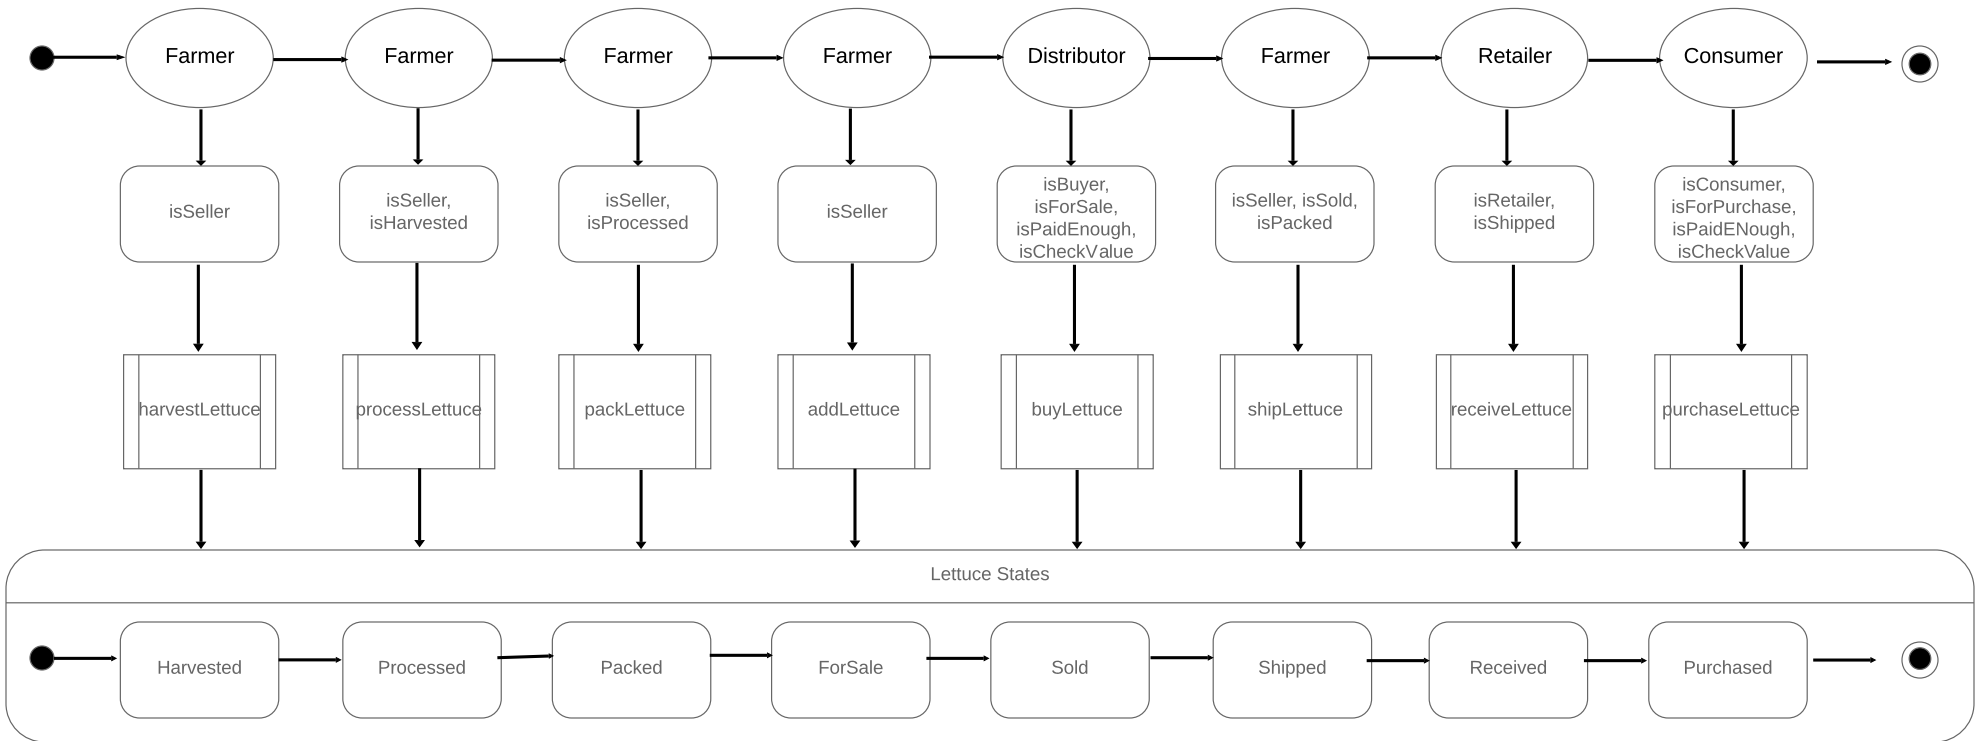 Farmer
Farmer
Farmer
Farmer
Distributor
Farmer
Retailer
Consumer
isSeller
isSeller,
isHarvested
isSeller,
isProcessed
isSeller
isBuyer,
isForSale,
isPaidEnough,
isCheckValue
isSeller, isSold,
isPacked
isRetailer,
isShipped
isConsumer,
isForPurchase,
isPaidENough,
isCheckValue
harvestLettuce
processLettuce
packLettuce
addLettuce
buyLettuce
shipLettuce
receiveLettuce
purchaseLettuce
Lettuce States
Harvested
Processed
Packed
ForSale
Sold
Shipped
Received
Purchased